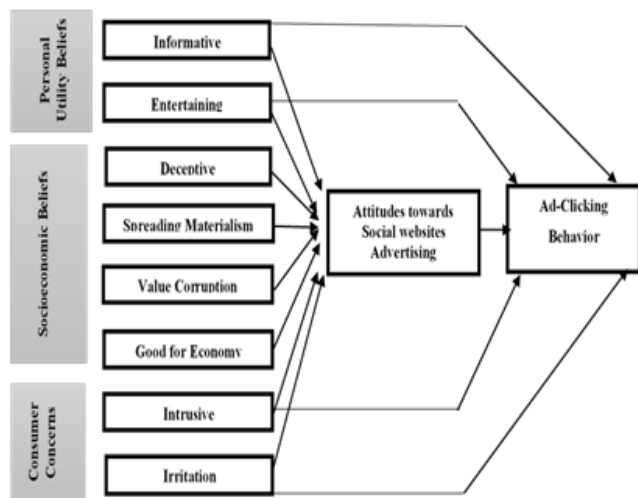 Personal
Utility Beliefs
Informative
Entertaining
Socioeconomic Beliefs
Deceptive
Spreading Materialism
Value Corruption
Good for Economy
Consumer
Concerns
Intrusive
Irritation
Attitudes towards
Social websites
Advertising
Ad-Clicking
Behavior